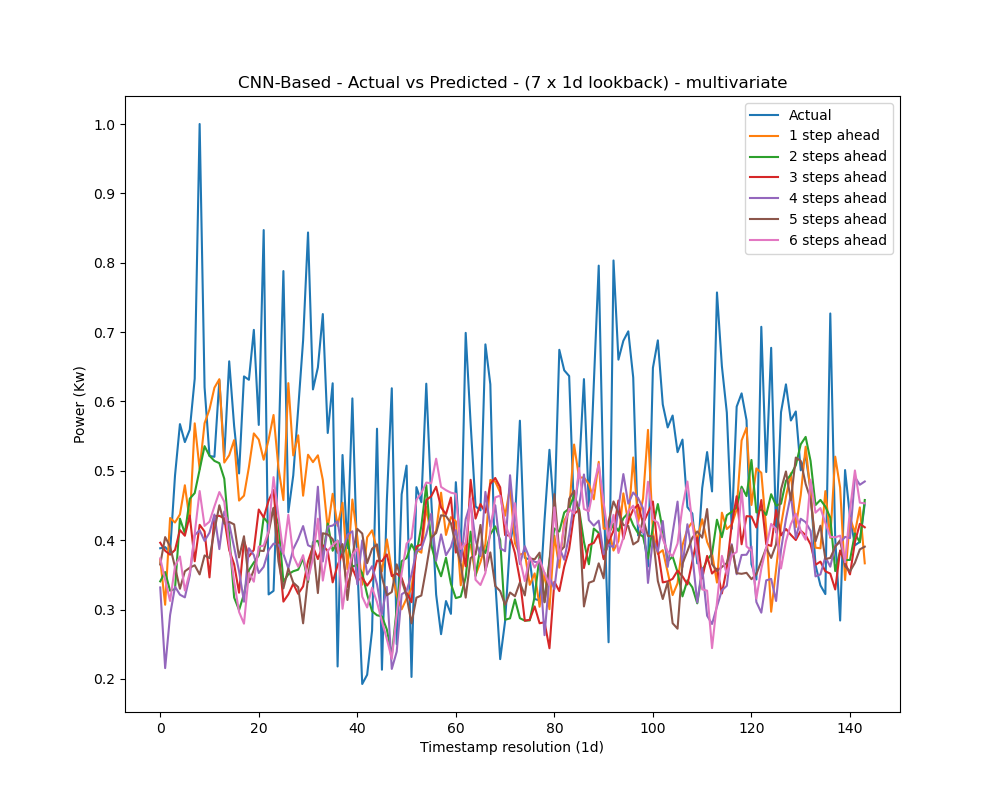 CNN-Based - Actual vs Predicted - (7 x 1d lookback) - multivariate
Actual
1 step ahead
2 steps ahead
3 steps ahead
4 steps ahead
5 steps ahead
6 steps ahead
1.0
0.9
0.8
0.7
0.6
0.5
0.4
0.3
0.2
Power (Kw)
0
20
40
60
80
100
120
140
Timestamp resolution (1d)